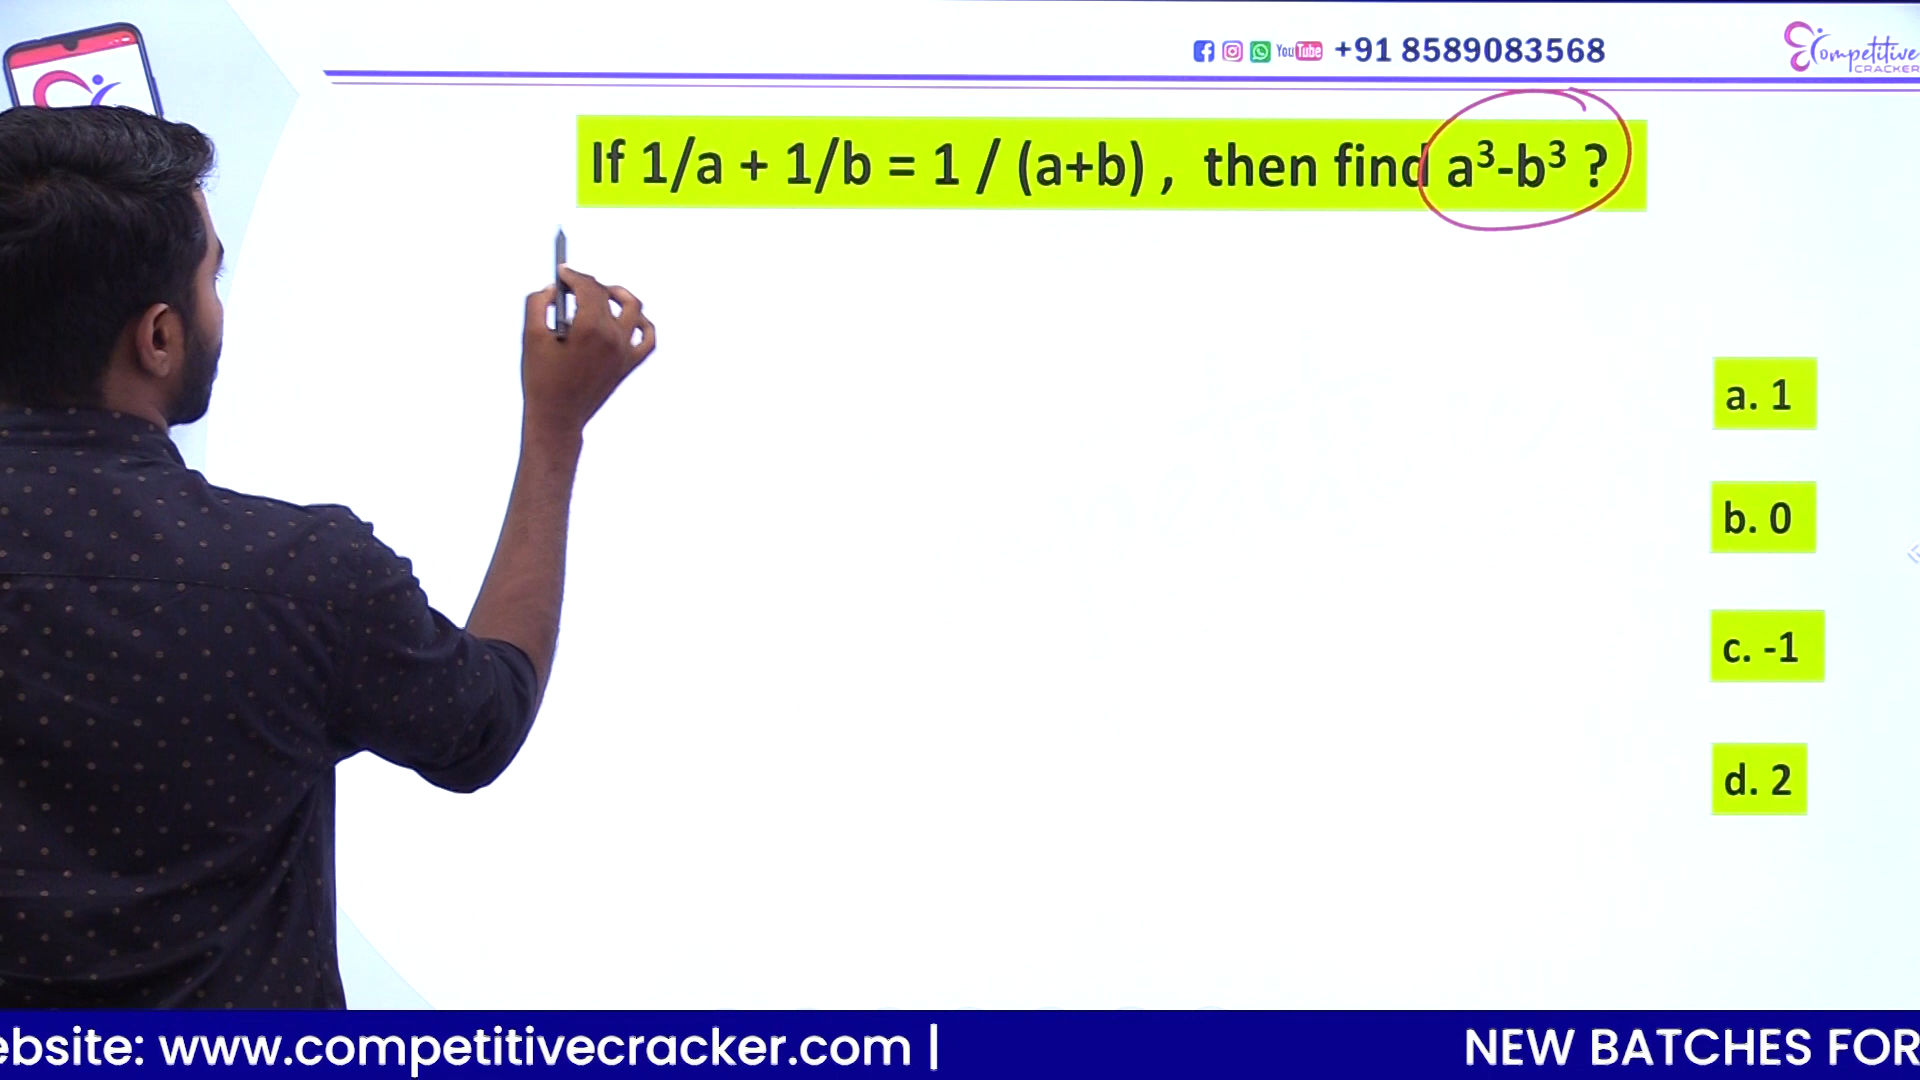 YouTube +91 8589083568
Competitive
CRACKER
If 1/a + 1/b = 1 / (a+b) , then find a³-b³ ?
a. 1
b. 0
c. -1
d. 2
ebsite: www.competitivecracker.com | NEW BATCHES FOR